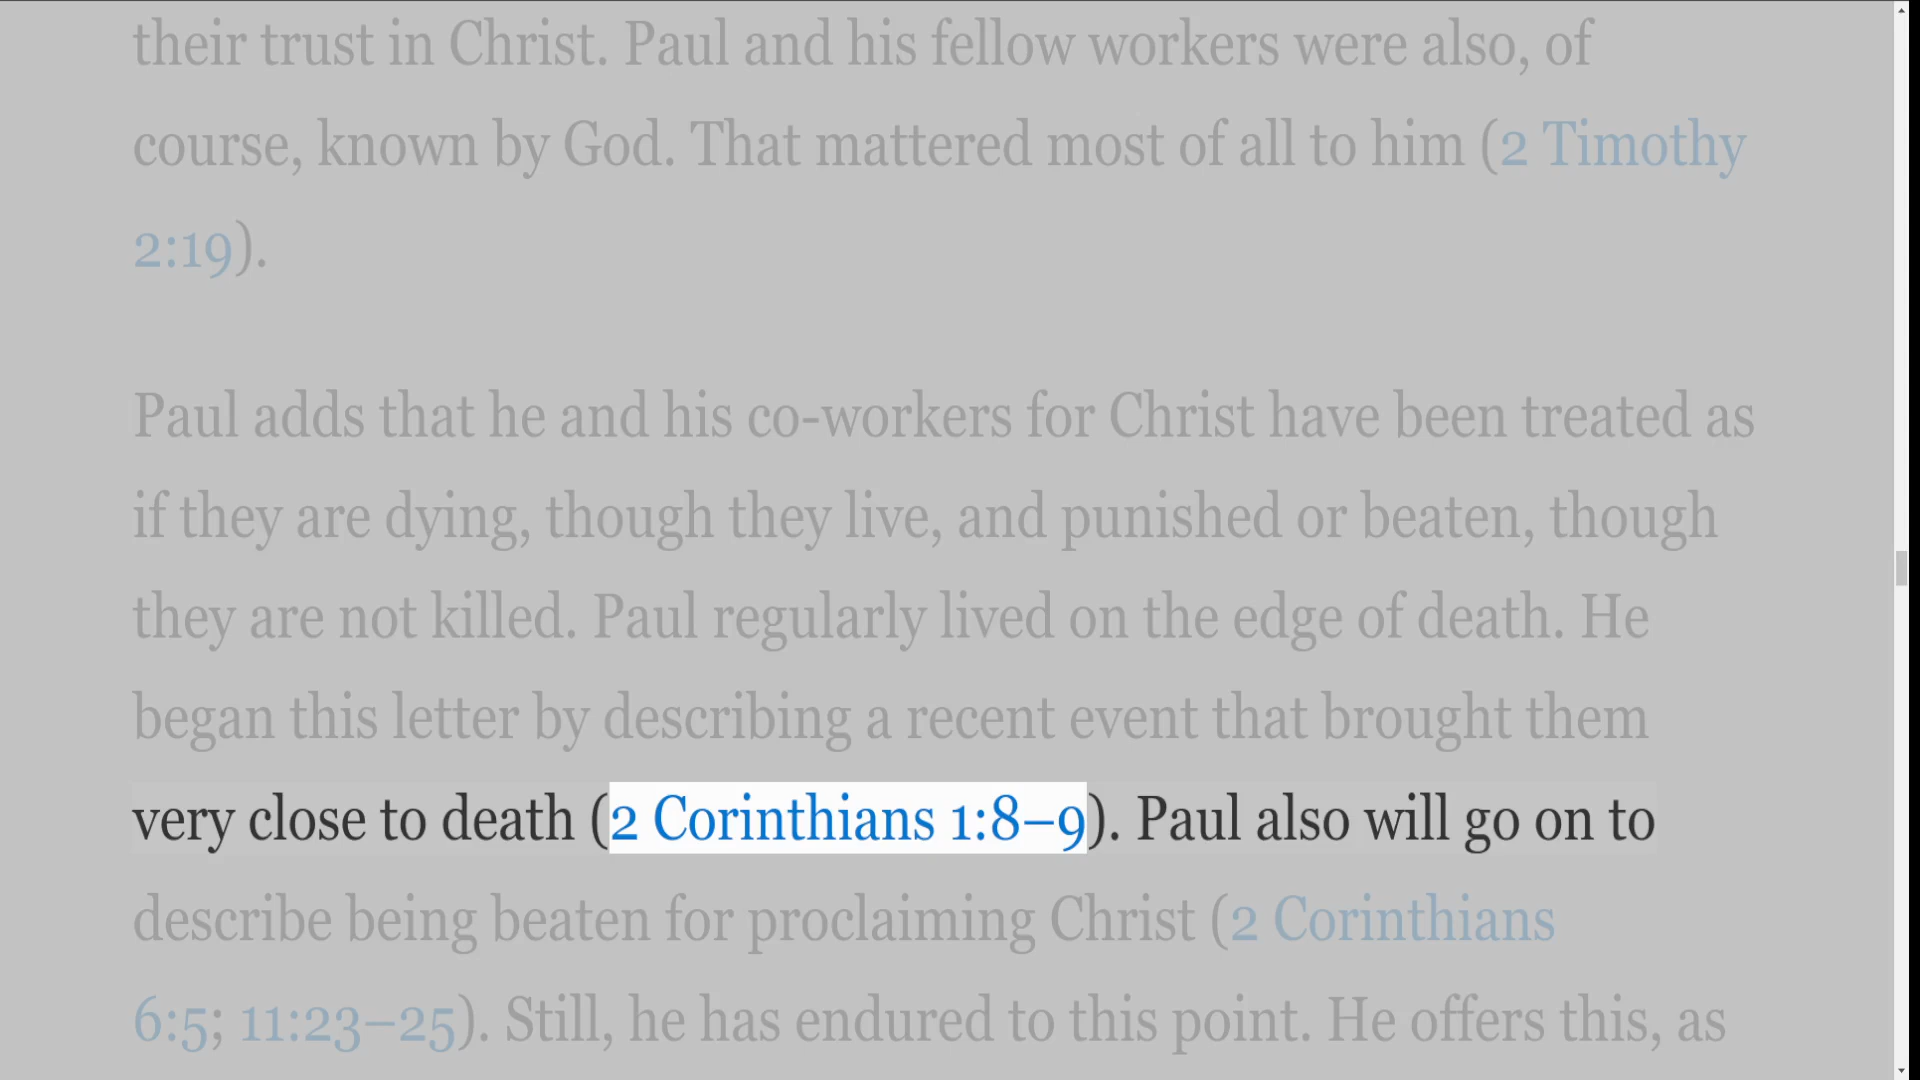 their trust in Christ. Paul and his fellow workers were also, of
course, known by God. That mattered most of all to him (2 Timothy
2:19).
Paul adds that he and his co-workers for Christ have been treated as
if they are dying, though they live, and punished or beaten, though
they are not killed. Paul regularly lived on the edge of death. He
began this letter by describing a recent event that brought them
very close to death (2 Corinthians 1:8–9). Paul also will go on to
describe being beaten for proclaiming Christ (2 Corinthians
6:5; 11:23–25). Still, he has endured to this point. He offers this, as